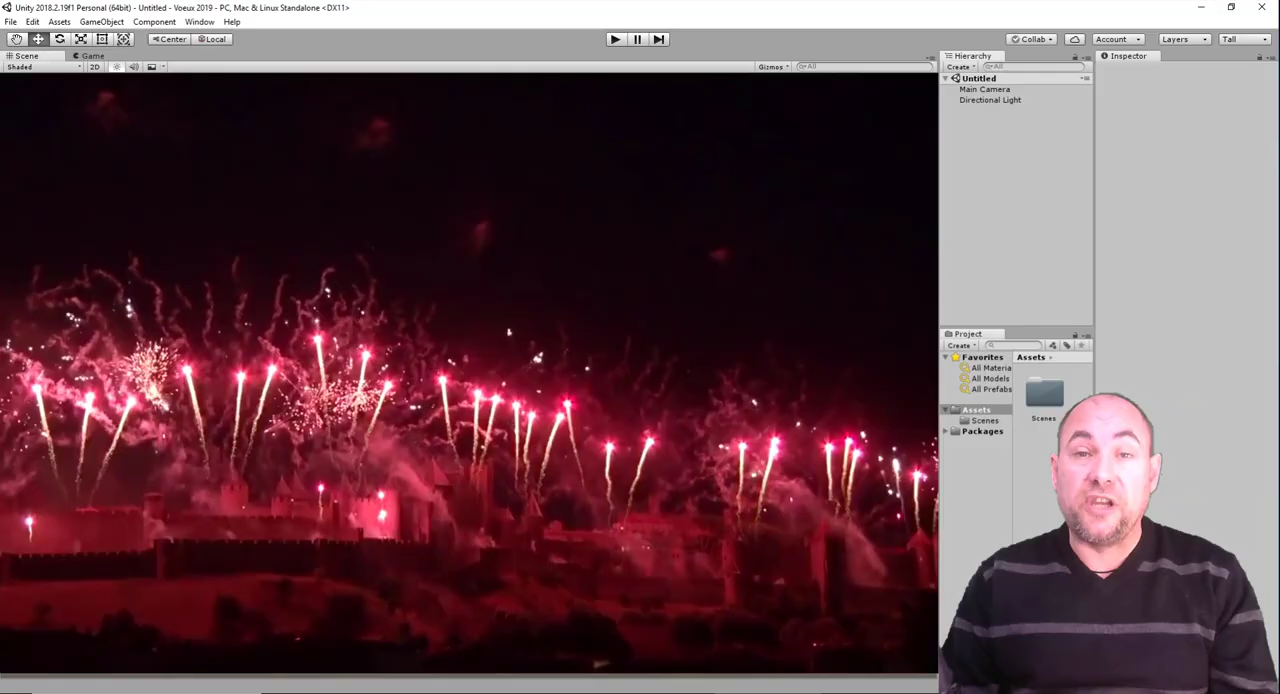 Unity 2018.2.19f1 Personal (64bit) - Untitled - Voeux 2019 - PC, Mac & Linux Standalone <DX11>
File Edit Assets GameObject Component Window Help
Center Local Collab Account Layers Tall
Scene Game Hierarchy Inspector
Shaded 2D Gizmos All Create All
Untitled
Main Camera
Directional Light
Project
Create
Favorites Assets
All Materia
All Models
All Prefabs
Assets Scenes
Scenes
Packages